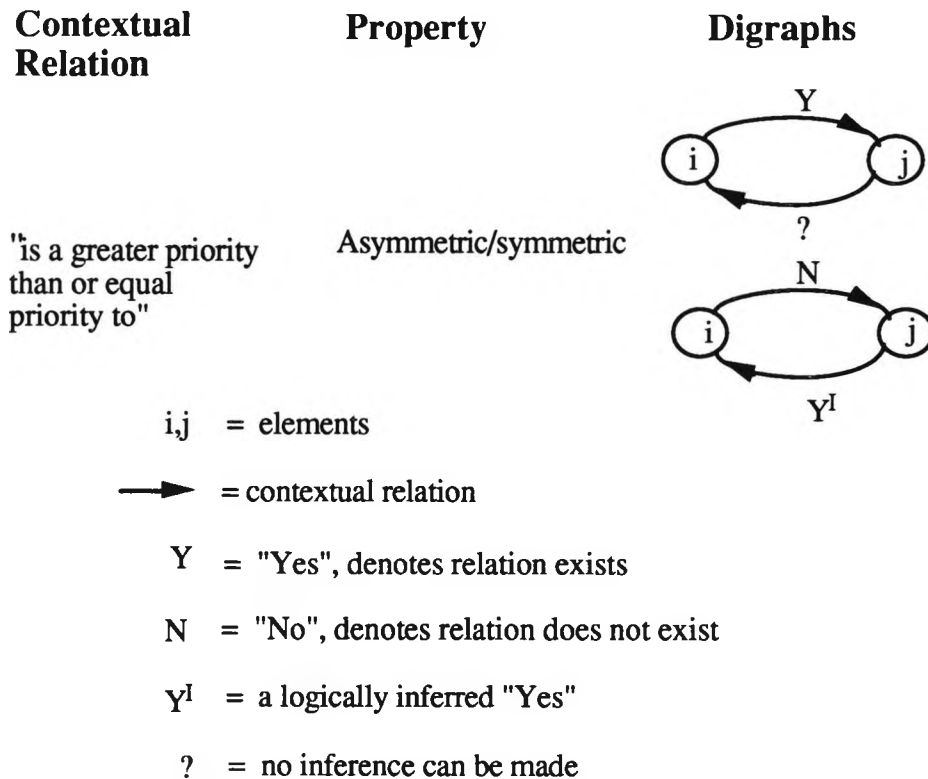 Contextual Relation
Property
Digraphs
Y
i
j
?
"is a greater priority
than or equal
priority to"
Asymmetric/symmetric
N
i
j
Y^I
i,j = elements
= contextual relation
Y = "Yes", denotes relation exists
N = "No", denotes relation does not exist
Y^I = a logically inferred "Yes"
? = no inference can be made